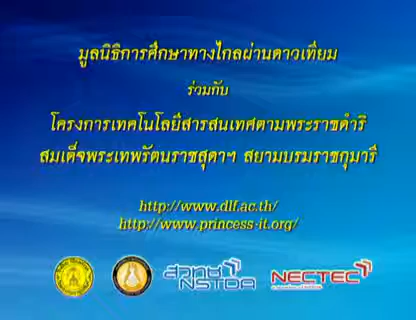 มูลนิธิการศึกษาทางไกลผ่านดาวเทียม
ร่วมกับ
โครงการเทคโนโลยีสารสนเทศตามพระราชดำริ
สมเด็จพระเทพรัตนราชสุดาฯ สยามบรมราชกุมารี
http://www.dlf.ac.th/
http://www.princess-it.org/
สวทช
NSTDA
NECTEC